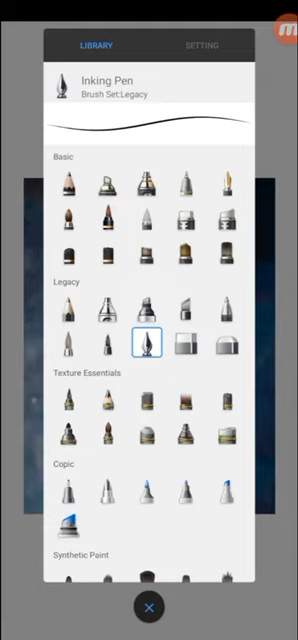 LIBRARY
SETTING
Inking Pen
Brush Set:Legacy
Basic
Legacy
Texture Essentials
Copic
Synthetic Paint